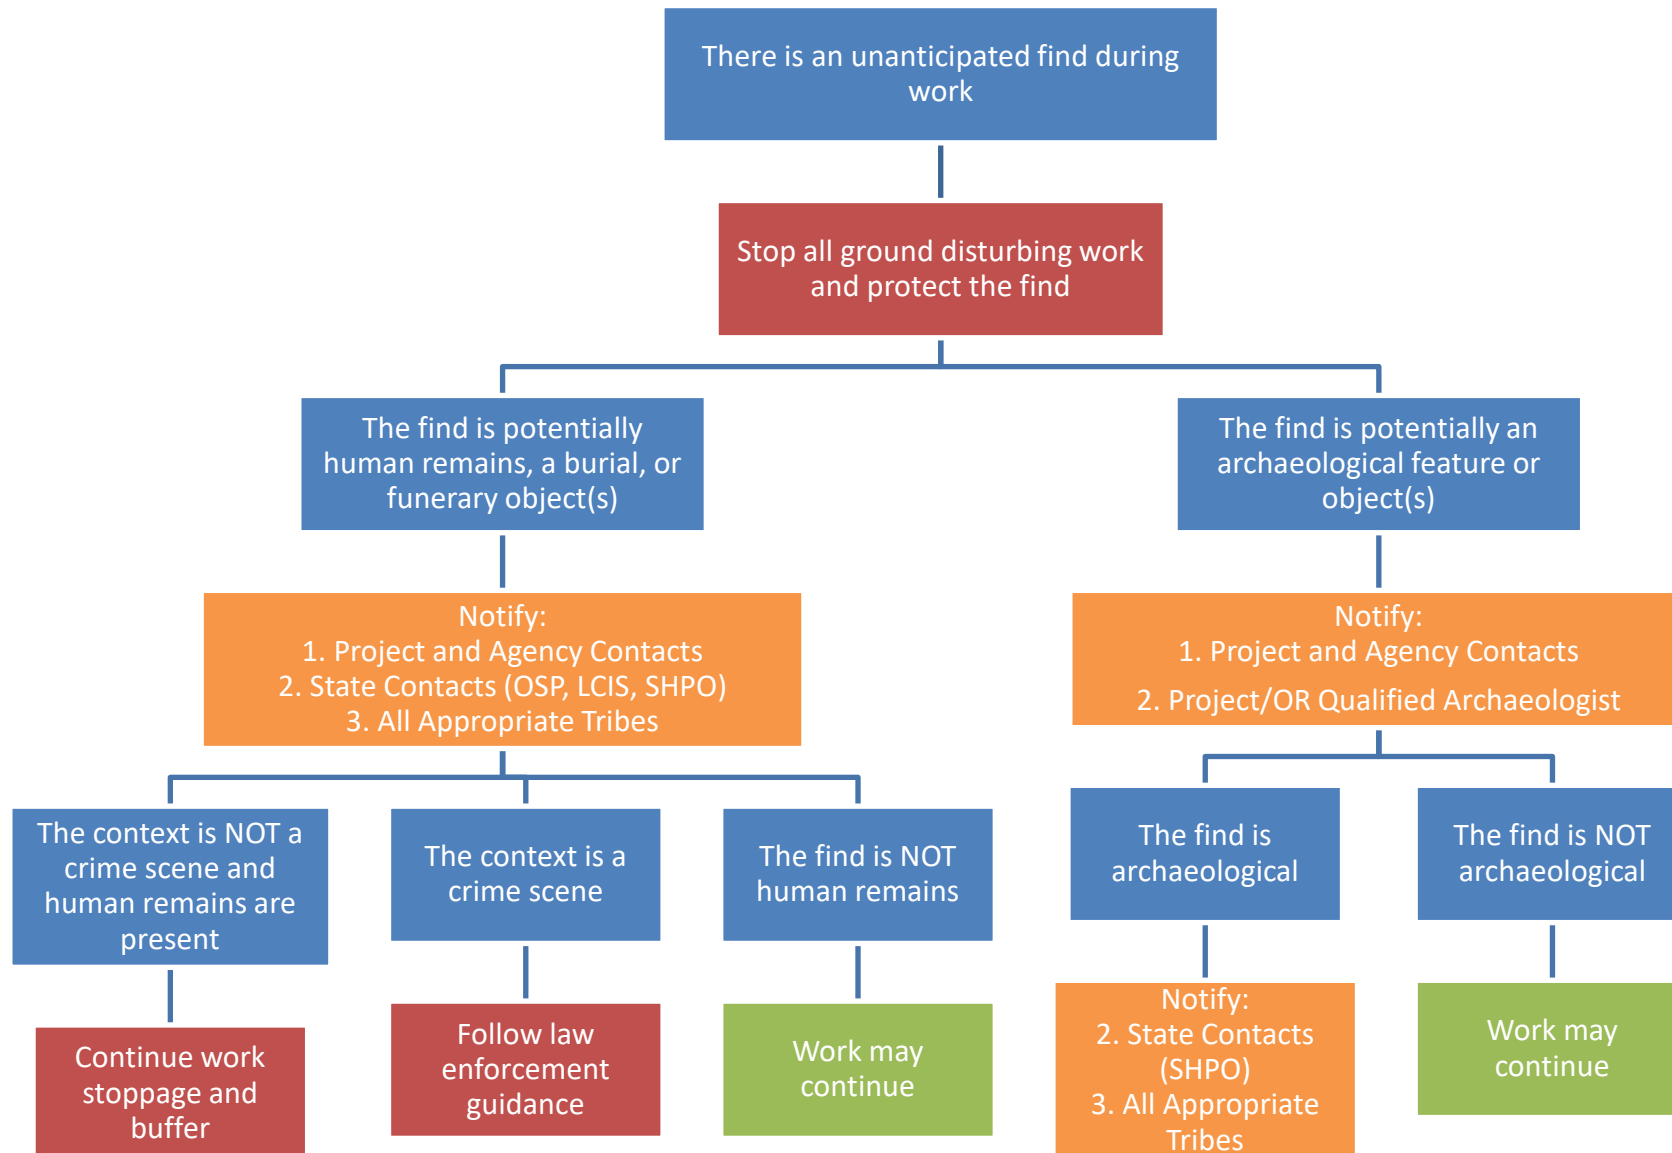 There is an unanticipated find during
work
Stop all ground disturbing work
and protect the find
The find is potentially
human remains, a burial, or
funerary object(s)
The find is potentially an
archaeological feature or
object(s)
Notify:
1. Project and Agency Contacts
2. State Contacts (OSP, LCIS, SHPO)
3. All Appropriate Tribes
Notify:
1. Project and Agency Contacts
2. Project/OR Qualified Archaeologist
The context is NOT a
crime scene and
human remains are
present
The context is a
crime scene
The find is NOT
human remains
The find is
archaeological
The find is NOT
archaeological
Continue work
stoppage and
buffer
Follow law
enforcement
guidance
Work may
continue
Notify:
2. State Contacts
(SHPO)
3. All Appropriate
Tribes
Work may
continue